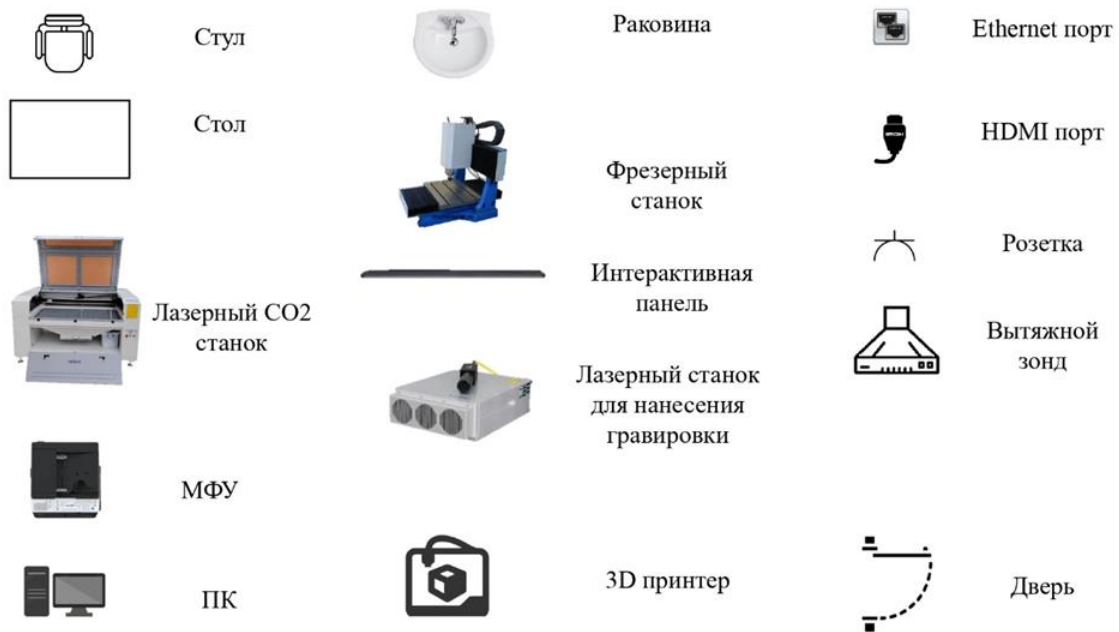 Стул
Стол
Лазерный CO2
станок
МФУ
ПК
Раковина
Фрезерный
станок
Интерактивная
панель
Лазерный станок
для нанесения
гравировки
3D принтер
Ethernet порт
HDMI порт
Розетка
Вытяжной
зонд
Дверь